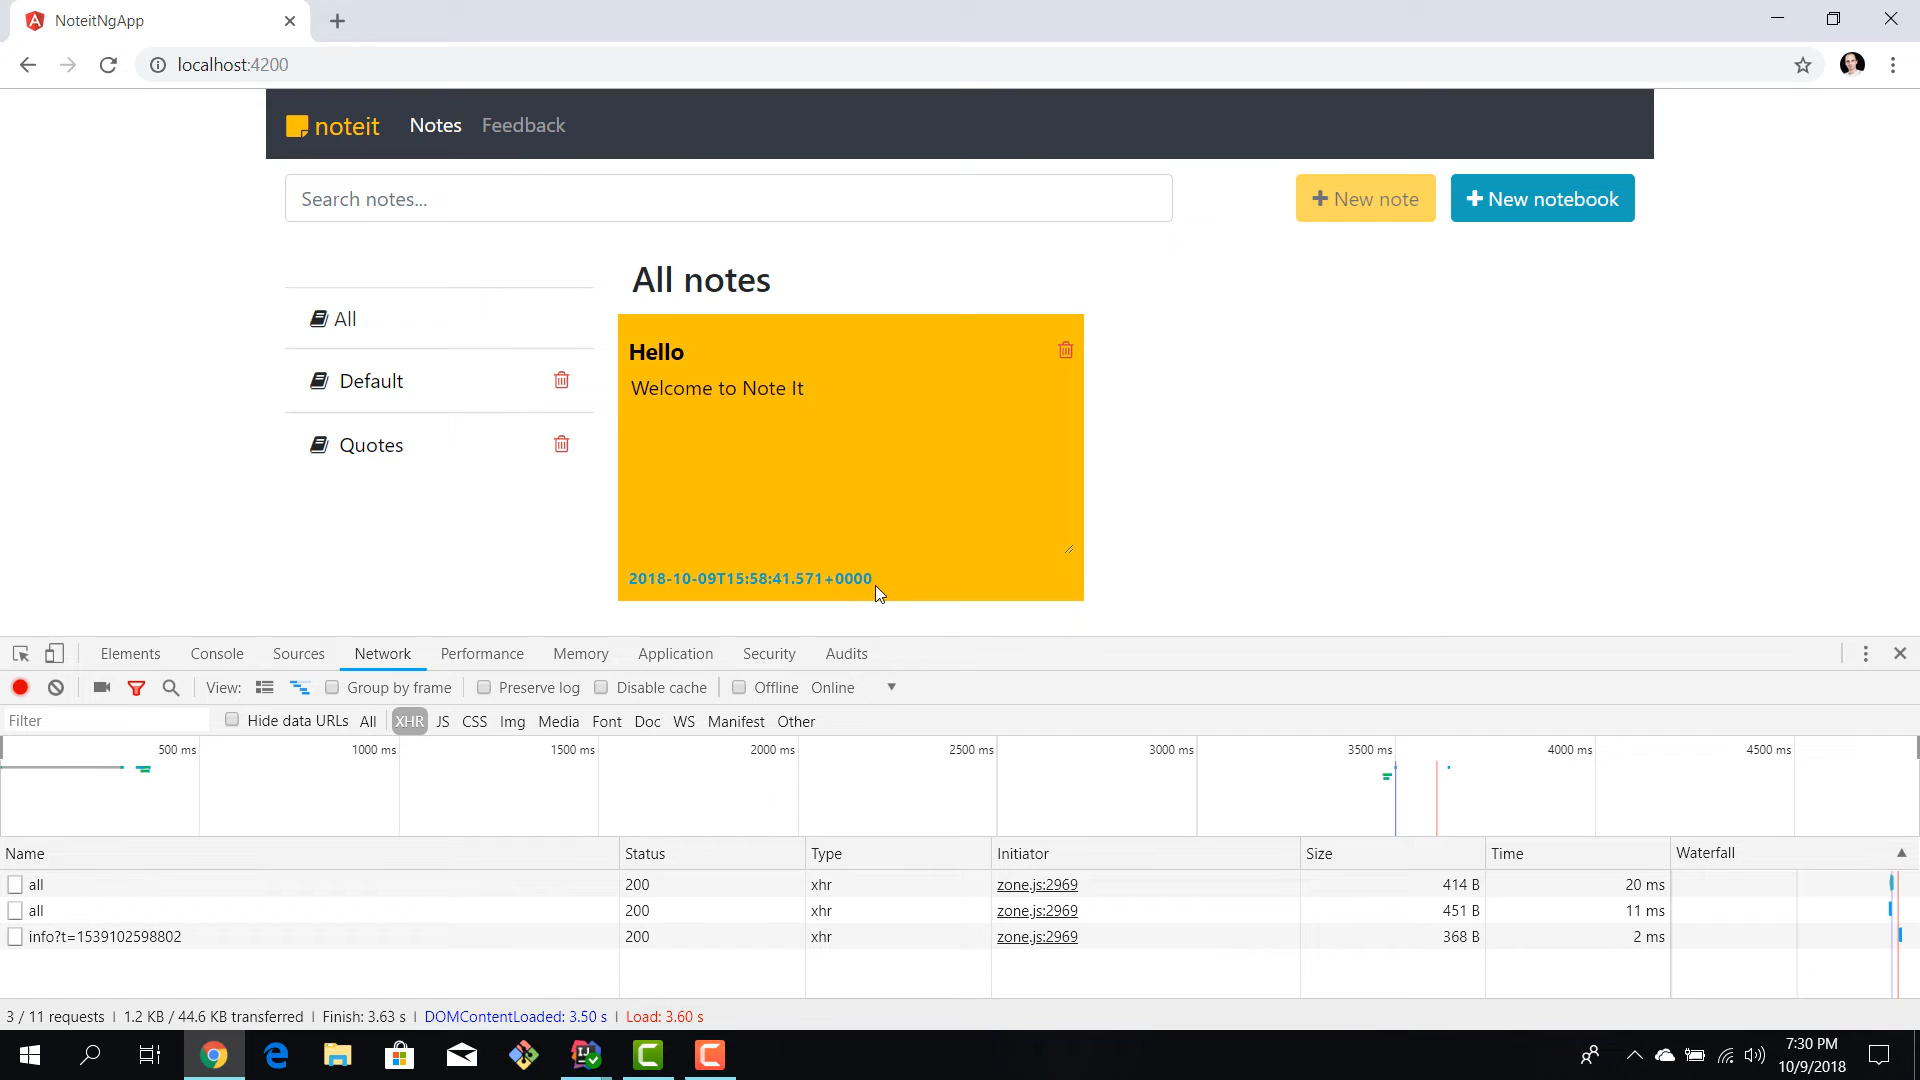 NoteitNgApp
localhost:4200
noteit Notes Feedback
Search notes...
New note
New notebook
All notes
All
Hello
Welcome to Note It
Default
Quotes
2018-10-09T15:58:41.571+0000
Elements Console Sources Network Performance Memory Application Security Audits
View: Group by frame Preserve log Disable cache Offline Online
Filter Hide data URLs All XHR JS CSS Img Media Font Doc WS Manifest Other
500 ms 1000 ms 1500 ms 2000 ms 2500 ms 3000 ms 3500 ms 4000 ms 4500 ms
Name Status Type Initiator Size Time Waterfall
all 200 xhr zone.js:2969 414 B 20 ms
all 200 xhr zone.js:2969 451 B 11 ms
info?t=1539102598802 200 xhr zone.js:2969 368 B 2 ms
3 / 11 requests | 1.2 KB / 44.6 KB transferred | Finish: 3.63 s | DOMContentLoaded: 3.50 s | Load: 3.60 s
7:30 PM
10/9/2018